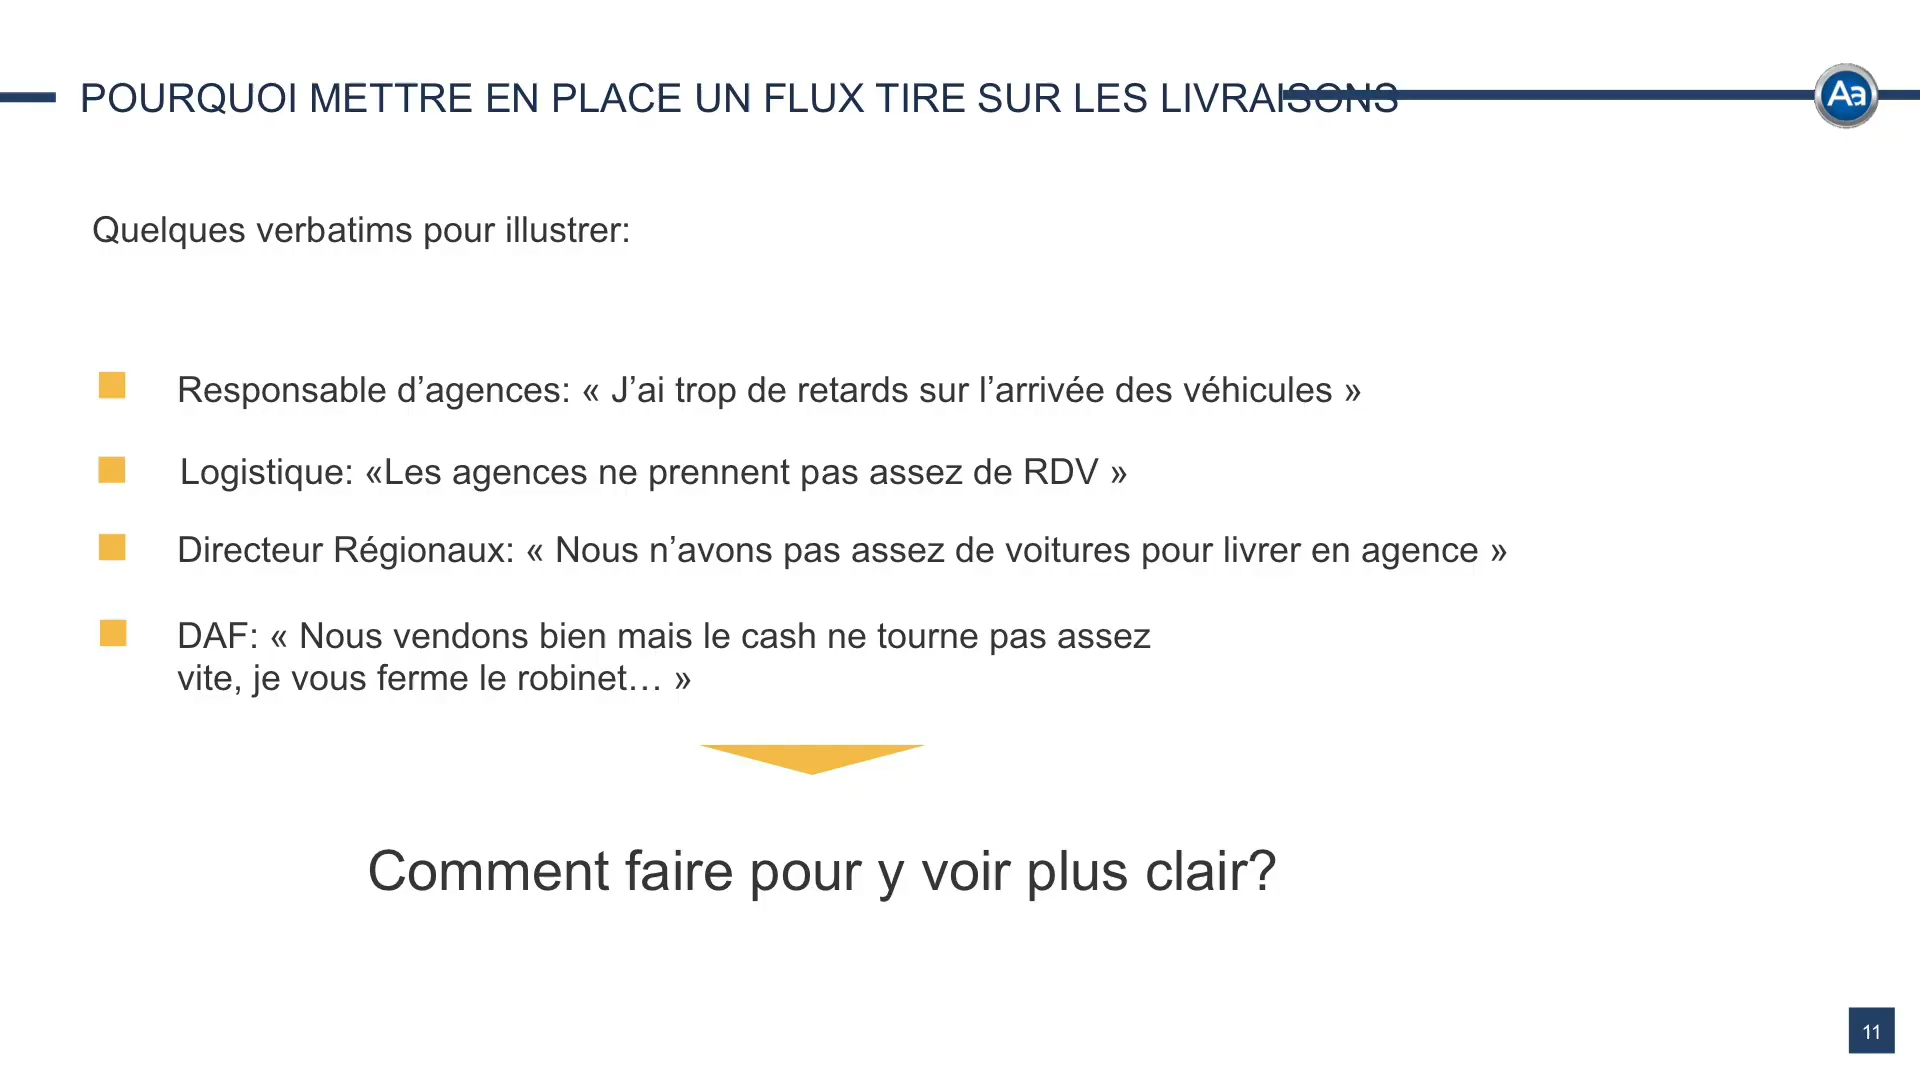 POURQUOI METTRE EN PLACE UN FLUX TIRE SUR LES LIVRAISONS
Aa
Quelques verbatims pour illustrer:
Responsable d’agences: « J’ai trop de retards sur l’arrivée des véhicules »
Logistique: «Les agences ne prennent pas assez de RDV »
Directeur Régionaux: « Nous n’avons pas assez de voitures pour livrer en agence »
DAF: « Nous vendons bien mais le cash ne tourne pas assez
vite, je vous ferme le robinet… »
Comment faire pour y voir plus clair?
11